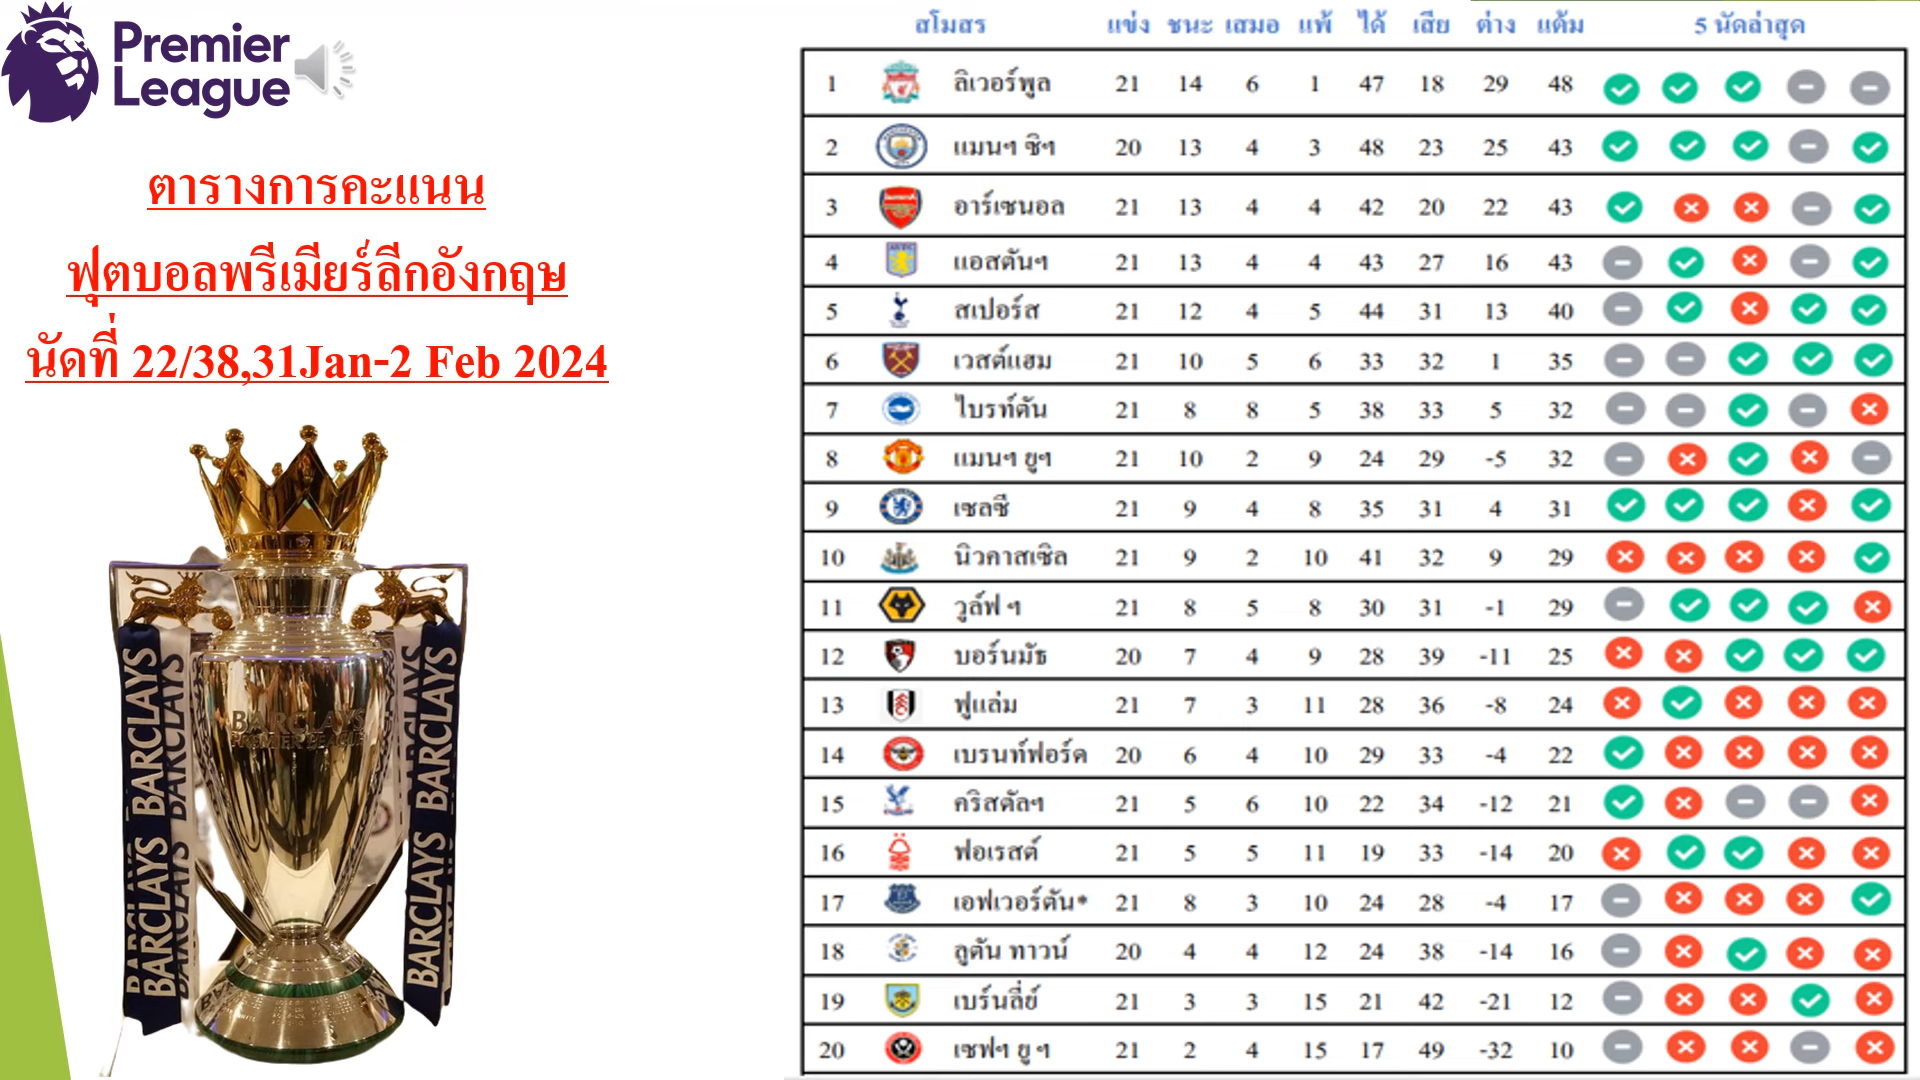 Premier
League
ตารางการคะแนน
ฟุตบอลพรีเมียร์ลีกอังกฤษ
นัดที่ 22/38,31Jan-2 Feb 2024
BARCLAYS BARCLAYS
BARCLAYS BARCLAYS
BARCLAYS
BARCLAYS BARCLAYS
สโมสร แข่ง ชนะ เสมอ แพ้ ได้ เสีย ต่าง แต้ม 5 นัดล่าสุด
1 ลิเวอร์พูล 21 14 6 1 47 18 29 48
2 แมนฯ ซิฯ 20 13 4 3 48 23 25 43
3 อาร์เซนอล 21 13 4 4 42 20 22 43
4 แอสตันฯ 21 13 4 4 43 27 16 43
5 สเปอร์ส 21 12 4 5 44 31 13 40
6 เวสต์แฮม 21 10 5 6 33 32 1 35
7 ไบรท์ตัน 21 8 8 5 38 33 5 32
8 แมนฯ ยูฯ 21 10 2 9 24 29 -5 32
9 เชลซี 21 9 4 8 35 31 4 31
10 นิวคาสเซิล 21 9 2 10 41 32 9 29
11 วูล์ฟ ฯ 21 8 5 8 30 31 -1 29
12 บอร์นมัธ 20 7 4 9 28 39 -11 25
13 ฟูแล่ม 21 7 3 11 28 36 -8 24
14 เบรนท์ฟอร์ด 20 6 4 10 29 33 -4 22
15 คริสตัลฯ 21 5 6 10 22 34 -12 21
16 ฟอเรสต์ 21 5 5 11 19 33 -14 20
17 เอฟเวอร์ตัน* 21 8 3 10 24 28 -4 17
18 ลูตัน ทาวน์ 20 4 4 12 24 38 -14 16
19 เบร์นลี่ย์ 21 3 3 15 21 42 -21 12
20 เชฟฯ ยู ฯ 21 2 4 15 17 49 -32 10